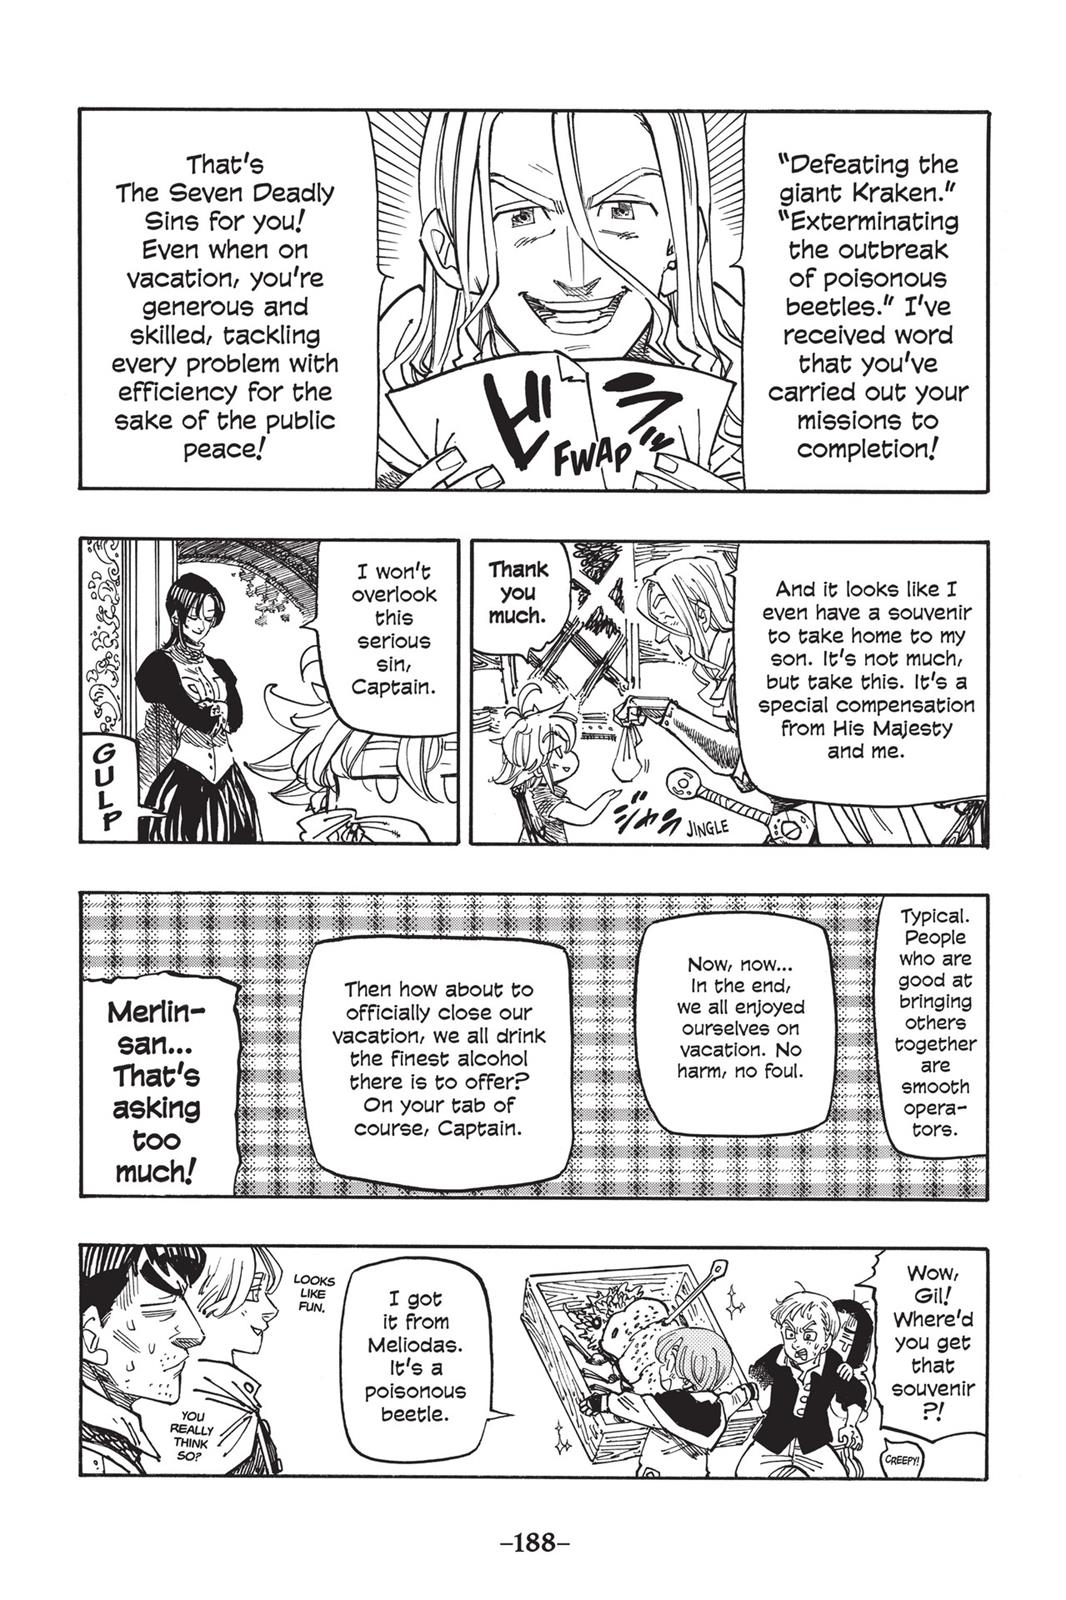 "Defeating the
giant Kraken."
"Exterminating
the outbreak
of poisonous
beetles." I've
received word
that you've
carried out your
missions to
completion!
ビラッ
FWAP
That's
The Seven Deadly
Sins for you!
Even when on
vacation, you're
generous and
skilled, tackling
every problem with
efficiency for the
sake of the public
peace!
And it looks like I
even have a souvenir
to take home to my
son. It's not much,
but take this. It's a
special compensation
from His Majesty
and me.
Thank
you
much.
ジャラ
JINGLE
I won't
overlook
this
serious
sin,
Captain.
GULP
Typical.
People
who are
good at
bringing
others
together
are
smooth
opera-
tors.
Now, now...
In the end,
we all enjoyed
ourselves on
vacation. No
harm, no foul.
Then how about to
officially close our
vacation, we all drink
the finest alcohol
there is to offer?
On your tab of
course, Captain.
Merlin-
san...
That's
asking
too
much!
Wow,
Gil!
Where'd
you get
that
souvenir
?!
CREEPY!
I got
it from
Meliodas.
It's a
poisonous
beetle.
LOOKS
LIKE
FUN.
YOU
REALLY
THINK
SO?
-188-